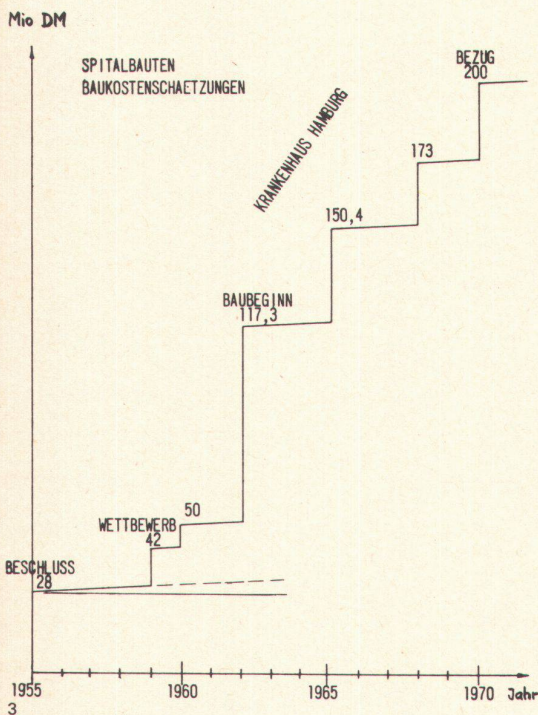 Mio DM
SPITALBAUTEN
BAUKOSTENSCHAETZUNGEN
KRANKENHAUS HAMBURG
BEZUG
200
173
150,4
BAUBEGINN
117,3
50
WETTBEWERB
42
BESCHLUSS
28
1955
1960
1965
1970
Jahr
3